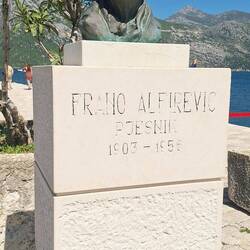 FRANO ALFIREVIĆ
PJESNIK
1903 - 1956